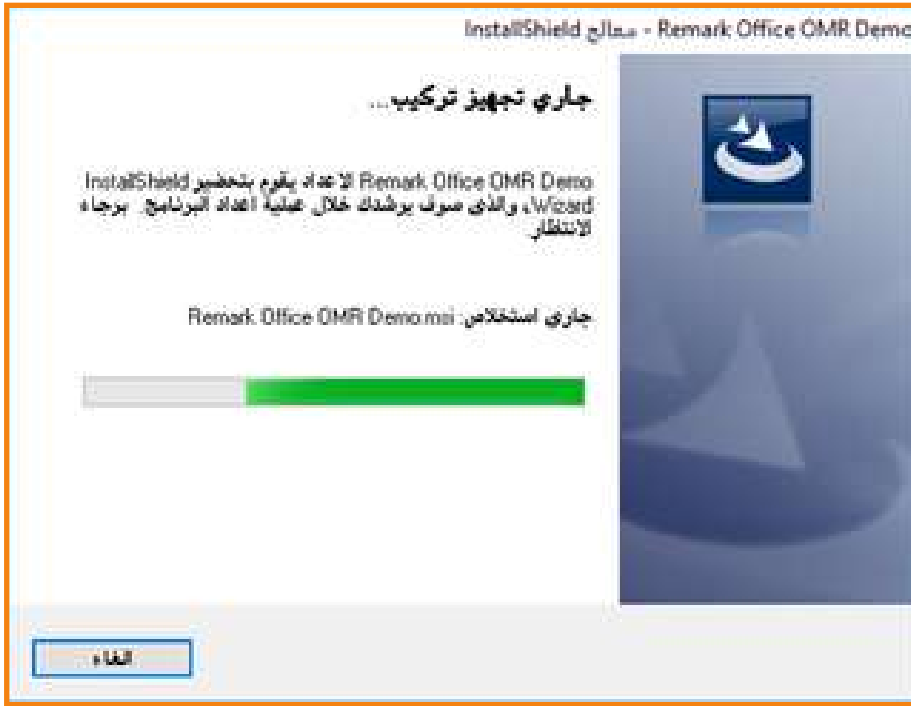 Remark Office OMR Demo - معالج InstallShield
جاري تجهيز تركيب...
Remark Office OMR Demo الاعداد يقوم بتحضير InstallShield
Wizard، والذى سوف يرشدك خلال عملية اعداد البرنامج. برجاء
الانتظار
جاري استخلاص: Remark Office OMR Demo.msi
الغاء